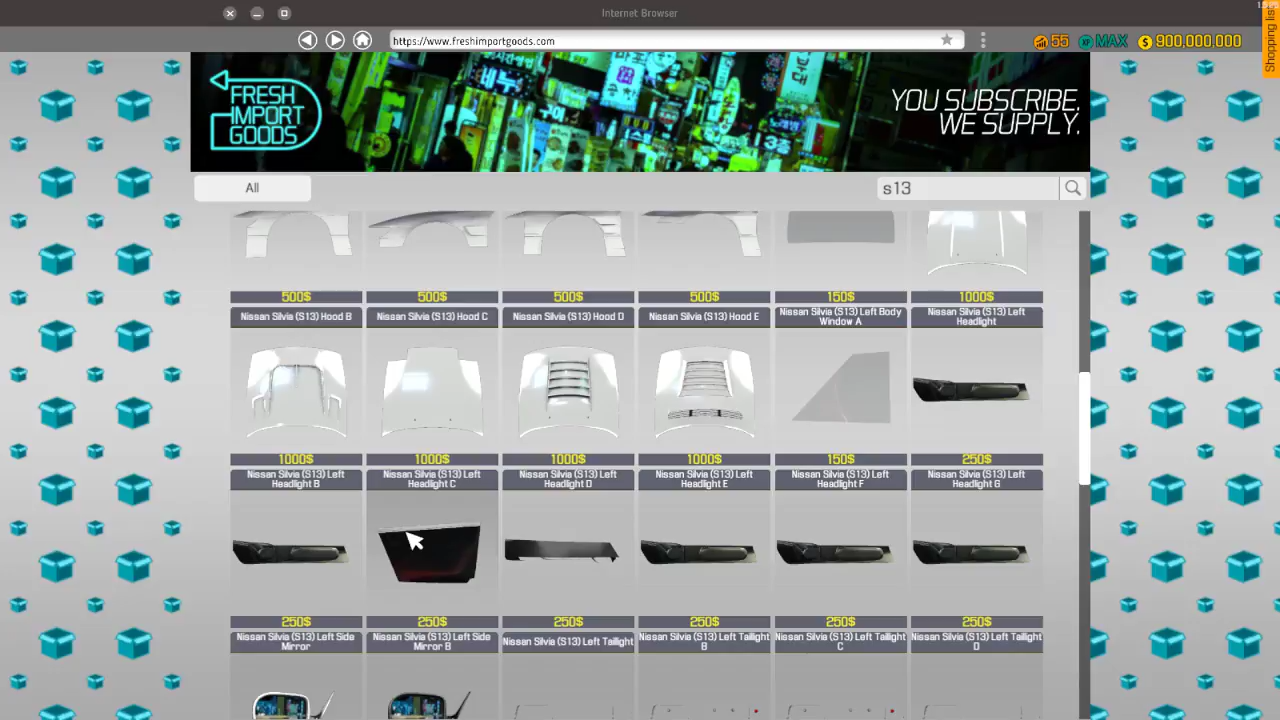 Internet Browser
https://www.freshimportgoods.com
55 XP MAX $ 900,000,000
Shopping list
FRESH
IMPORT
GOODS
YOU SUBSCRIBE.
WE SUPPLY.
All
s13
500$ 500$ 500$ 500$ 150$ 1000$
Nissan Silvia (S13) Hood B Nissan Silvia (S13) Hood C Nissan Silvia (S13) Hood D Nissan Silvia (S13) Hood E Nissan Silvia (S13) Left Body Nissan Silvia (S13) Left
Window A Headlight
1000$ 1000$ 1000$ 1000$ 150$ 250$
Nissan Silvia (S13) Left Nissan Silvia (S13) Left Nissan Silvia (S13) Left Nissan Silvia (S13) Left Nissan Silvia (S13) Left Nissan Silvia (S13) Left
Headlight B Headlight C Headlight D Headlight E Headlight F Headlight G
250$ 250$ 250$ 250$ 250$ 250$
Nissan Silvia (S13) Left Side Nissan Silvia (S13) Left Side Nissan Silvia (S13) Left Taillight Nissan Silvia (S13) Left Taillight Nissan Silvia (S13) Left Taillight Nissan Silvia (S13) Left Taillight
Mirror Mirror B B C D